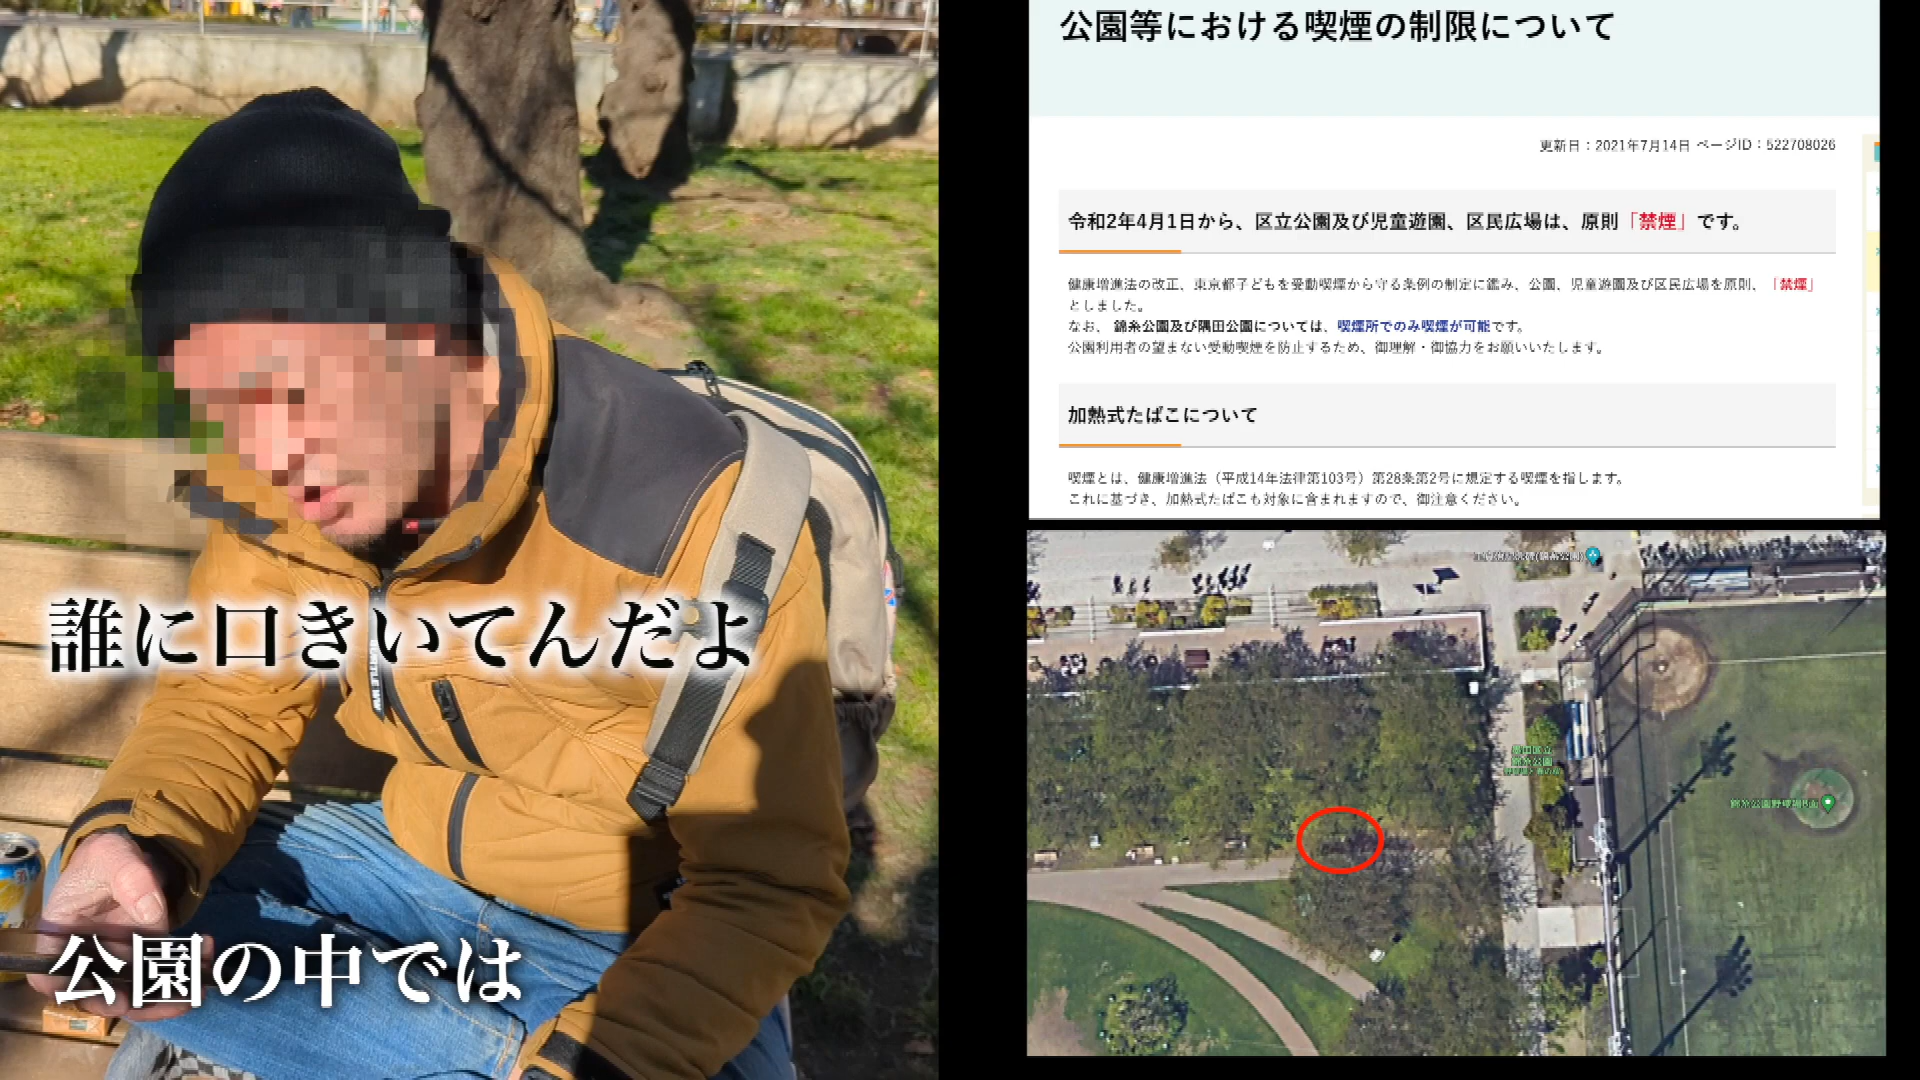 誰に口きいてんだよ
公園の中では
公園等における喫煙の制限について
更新日：2021年7月14日 ページID：522708026
令和2年4月1日から、区立公園及び児童遊園、区民広場は、原則「禁煙」です。
健康増進法の改正、東京都子どもを受動喫煙から守る条例の制定に鑑み、公園、児童遊園及び区民広場を原則、「禁煙」
としました。
なお、錦糸公園及び隅田公園については、喫煙所でのみ喫煙が可能です。
公園利用者の望まない受動喫煙を防止するため、御理解・御協力をお願いいたします。
加熱式たばこについて
喫煙とは、健康増進法（平成14年法律第103号）第28条第2号に規定する喫煙を指します。
これに基づき、加熱式たばこも対象に含まれますので、御注意ください。
墨田区立
錦糸公園